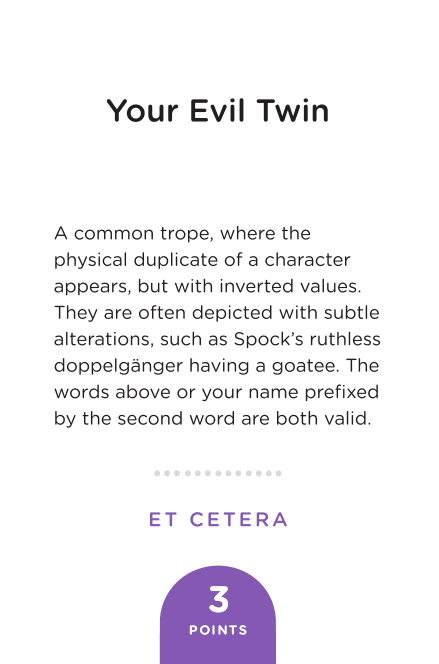 Your Evil Twin
A common trope, where the
physical duplicate of a character
appears, but with inverted values.
They are often depicted with subtle
alterations, such as Spock’s ruthless
doppelgänger having a goatee. The
words above or your name prefixed
by the second word are both valid.
ET CETERA
3
POINTS